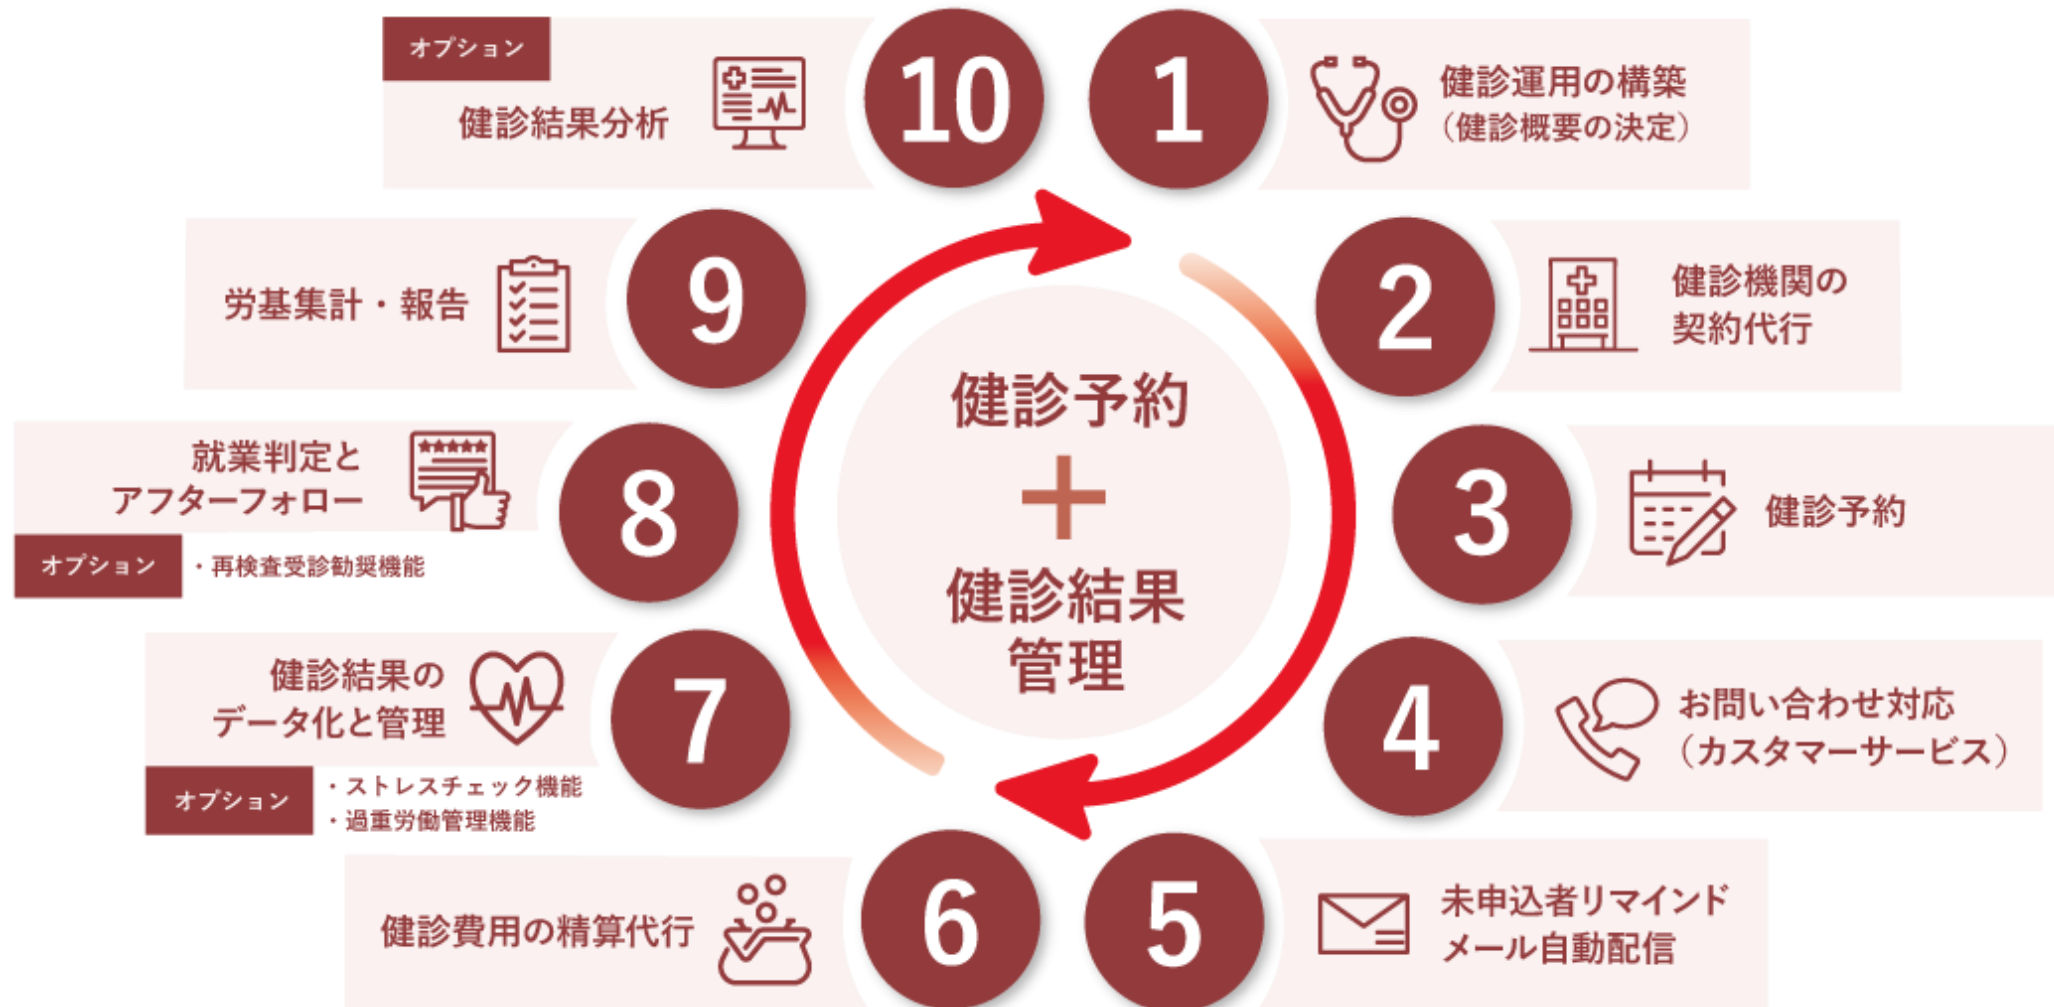 1
健診運用の構築
（健診概要の決定）
2
健診機関の
契約代行
3
健診予約
4
お問い合わせ対応
（カスタマーサービス）
5
未申込者リマインド
メール自動配信
6
健診費用の精算代行
7
健診結果の
データ化と管理
オプション
・ストレスチェック機能
・過重労働管理機能
8
就業判定と
アフターフォロー
オプション
・再検査受診勧奨機能
9
労基集計・報告
10
オプション
健診結果分析
健診予約
+
健診結果
管理